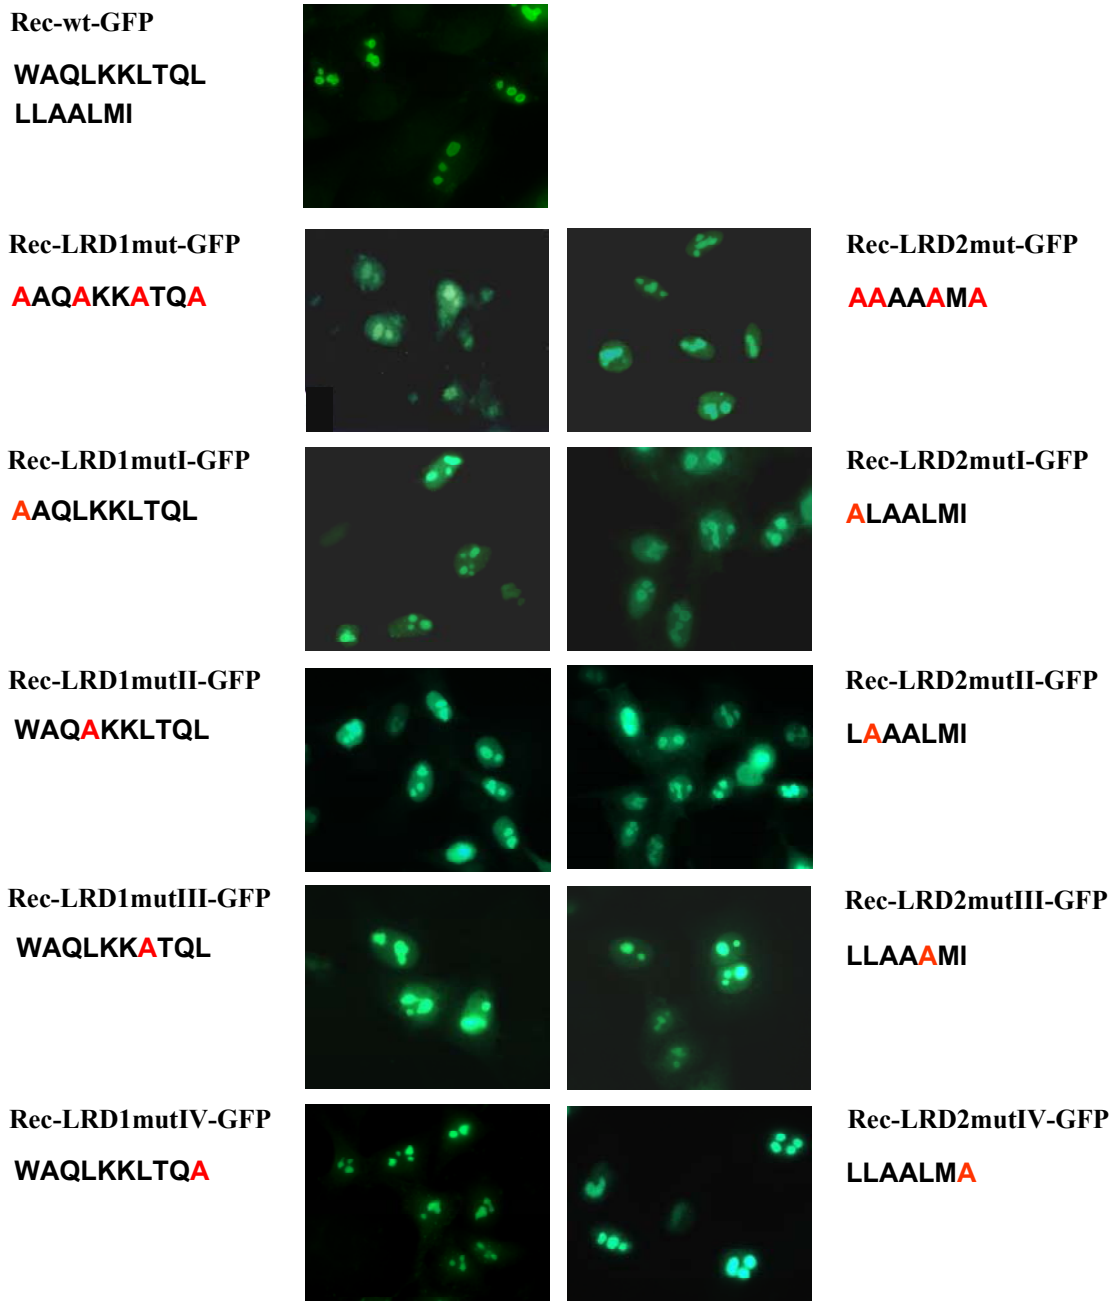 Rec-wt-GFP
WAQLKKLTQL
LLAALMI
Rec-LRD1mut-GFP
AAQAKKATQA
Rec-LRD2mut-GFP
AAAAAMA
Rec-LRD1mutI-GFP
AAQLKKLTQL
Rec-LRD2mutI-GFP
ALAALMI
Rec-LRD1mutII-GFP
WAQAKKLTQL
Rec-LRD2mutII-GFP
LAAALMI
Rec-LRD1mutIII-GFP
WAQLKKATQL
Rec-LRD2mutIII-GFP
LLAAAMI
Rec-LRD1mutIV-GFP
WAQLKKLTQA
Rec-LRD2mutIV-GFP
LLAALMA